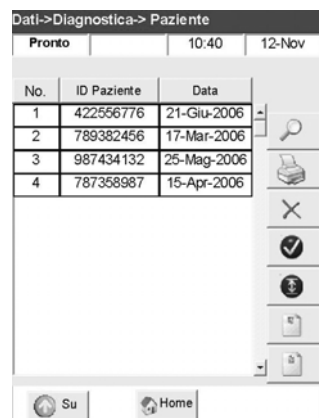 Dati->Diagnostica-> Paziente
Pronto 10:40 12-Nov
No. ID Paziente Data
1 422556776 21-Giu-2006
2 789382456 17-Mar-2006
3 987434132 25-Mag-2006
4 787358987 15-Apr-2006
Su Home